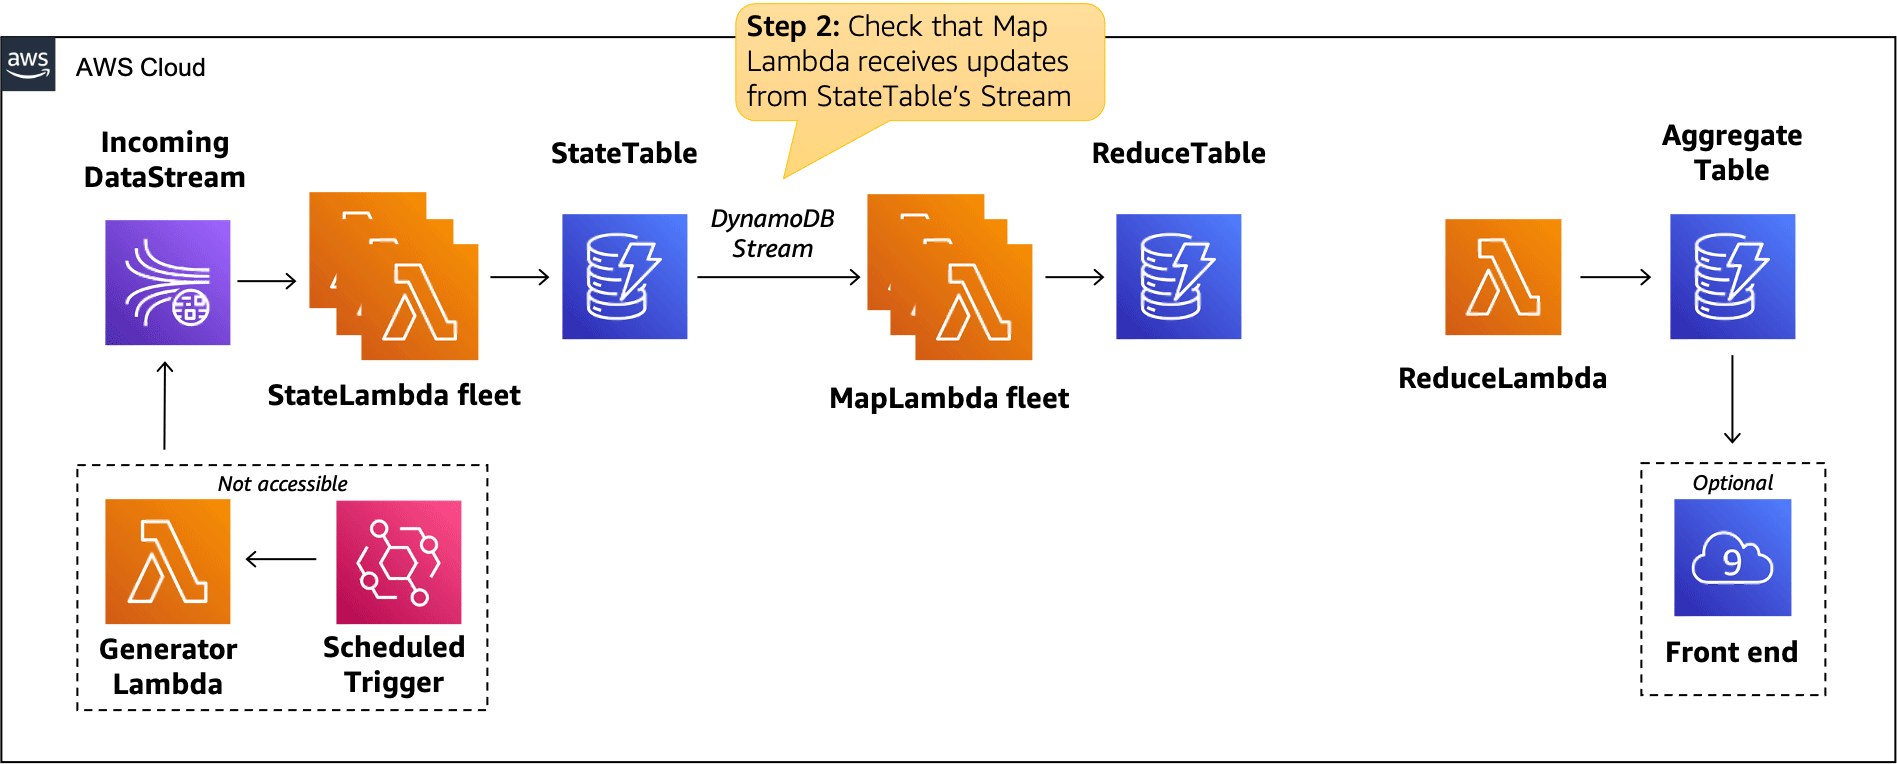 Step 2: Check that Map
Lambda receives updates
from StateTable's Stream
aws
AWS Cloud
Incoming
DataStream
StateTable
DynamoDB
Stream
ReduceTable
Aggregate
Table
StateLambda fleet
MapLambda fleet
ReduceLambda
Not accessible
Generator
Lambda
Scheduled
Trigger
Optional
9
Front end